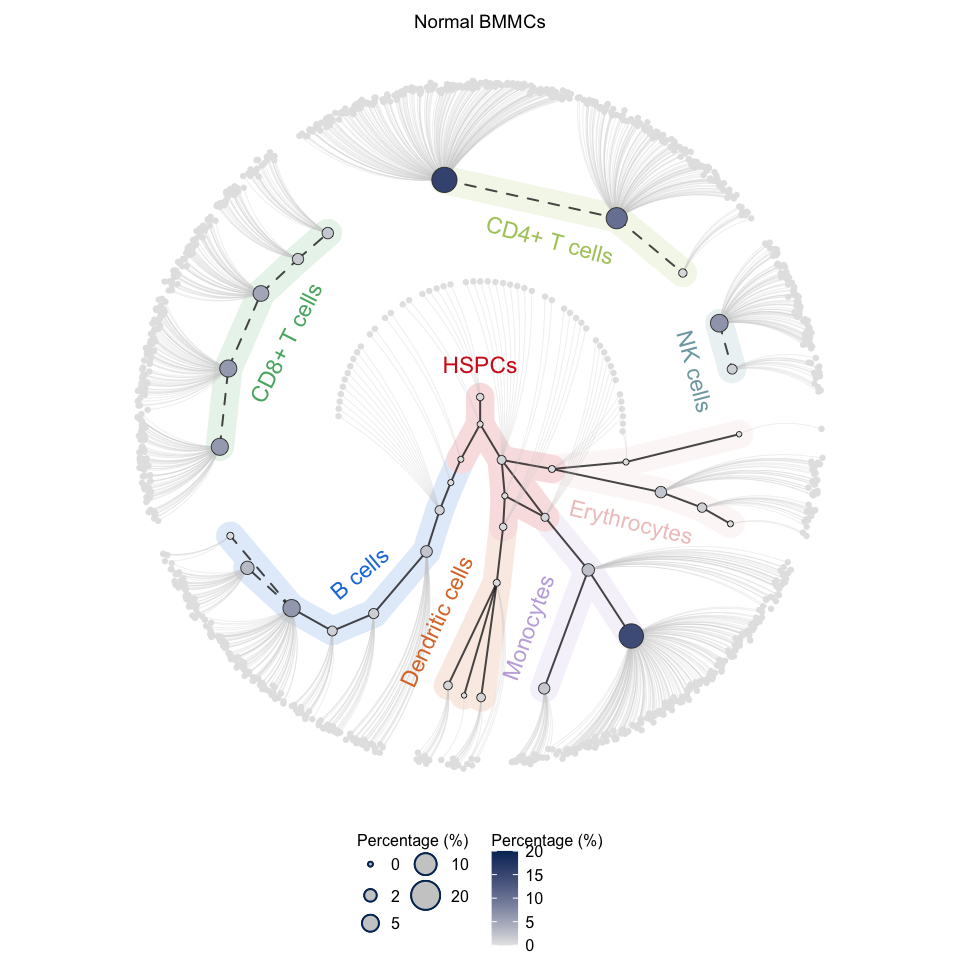 Normal BMMCs
CD4+ T cells
CD8+ T cells
NK cells
HSPCs
Erythrocytes
B cells
Dendritic cells
Monocytes
Percentage (%)
0
10
2
20
5
Percentage (%)
20
15
10
5
0